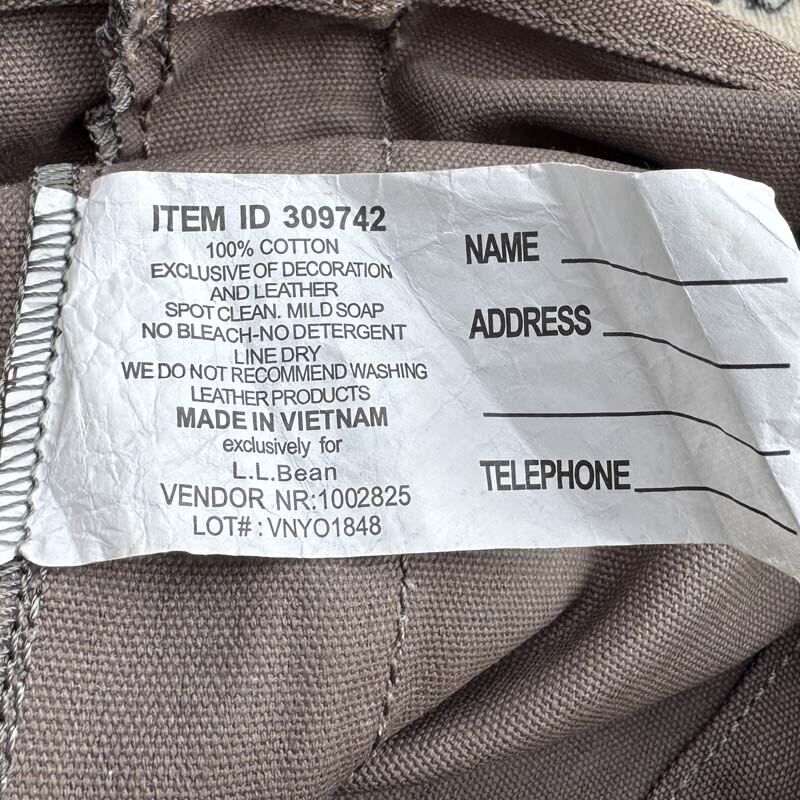 ITEM ID 309742
100% COTTON
EXCLUSIVE OF DECORATION
AND LEATHER
SPOT CLEAN. MILD SOAP
NO BLEACH-NO DETERGENT
LINE DRY
WE DO NOT RECOMMEND WASHING
LEATHER PRODUCTS
MADE IN VIETNAM
exclusively for
L.L.Bean
VENDOR NR:1002825
LOT# : VNYO1848
NAME
ADDRESS
TELEPHONE